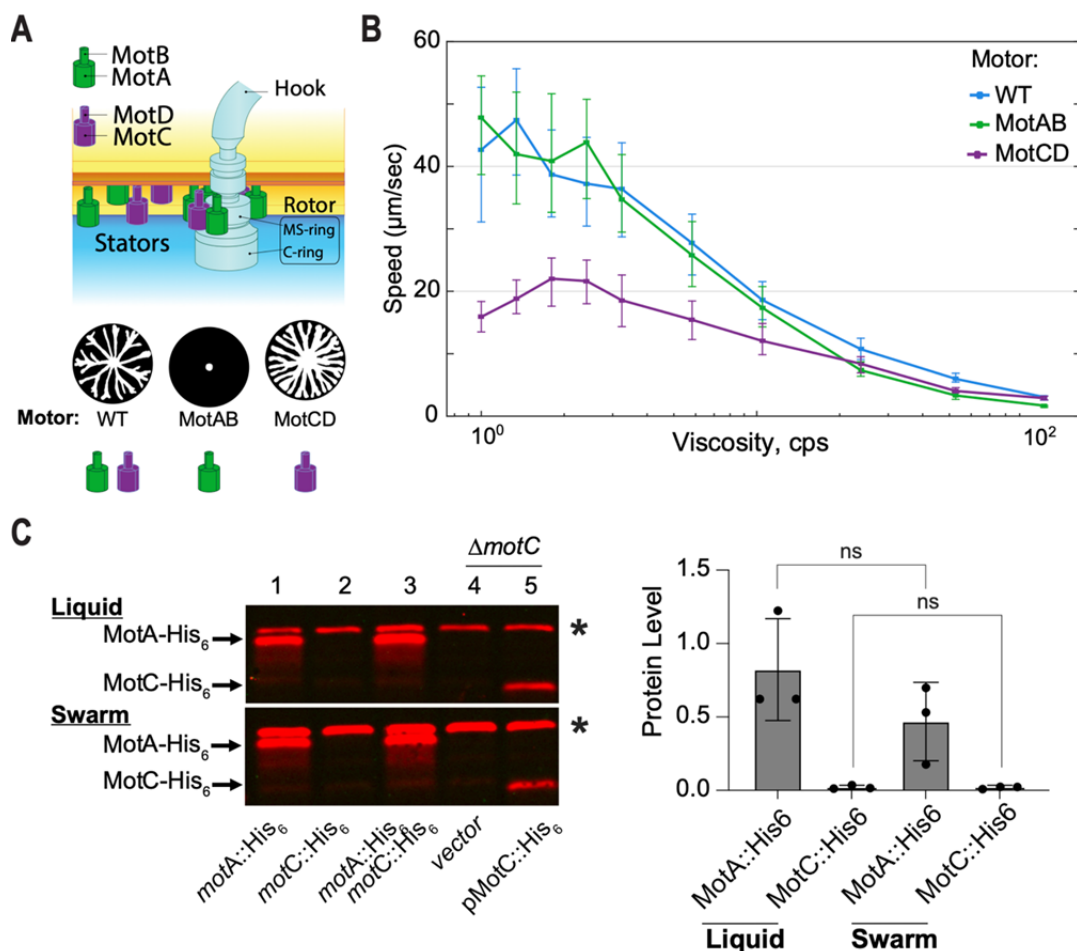 A
MotB
MotA
MotD
MotC
Hook
Rotor
MS-ring
C-ring
Stators
Motor: WT MotAB MotCD
B
60
40
20
0
Speed (µm/sec)
10⁰ 10²
Viscosity, cps
Motor:
WT
MotAB
MotCD
C
ΔmotC
1 2 3 4 5
Liquid
MotA-His₆
MotC-His₆
*
Swarm
MotA-His₆
MotC-His₆
*
motA::His₆
motC::His₆
motA::His₆
motC::His₆
vector
pMotC::His₆
ns
ns
1.5
1.0
0.5
0.0
Protein Level
MotA::His6
MotC::His6
MotA::His6
MotC::His6
Liquid Swarm